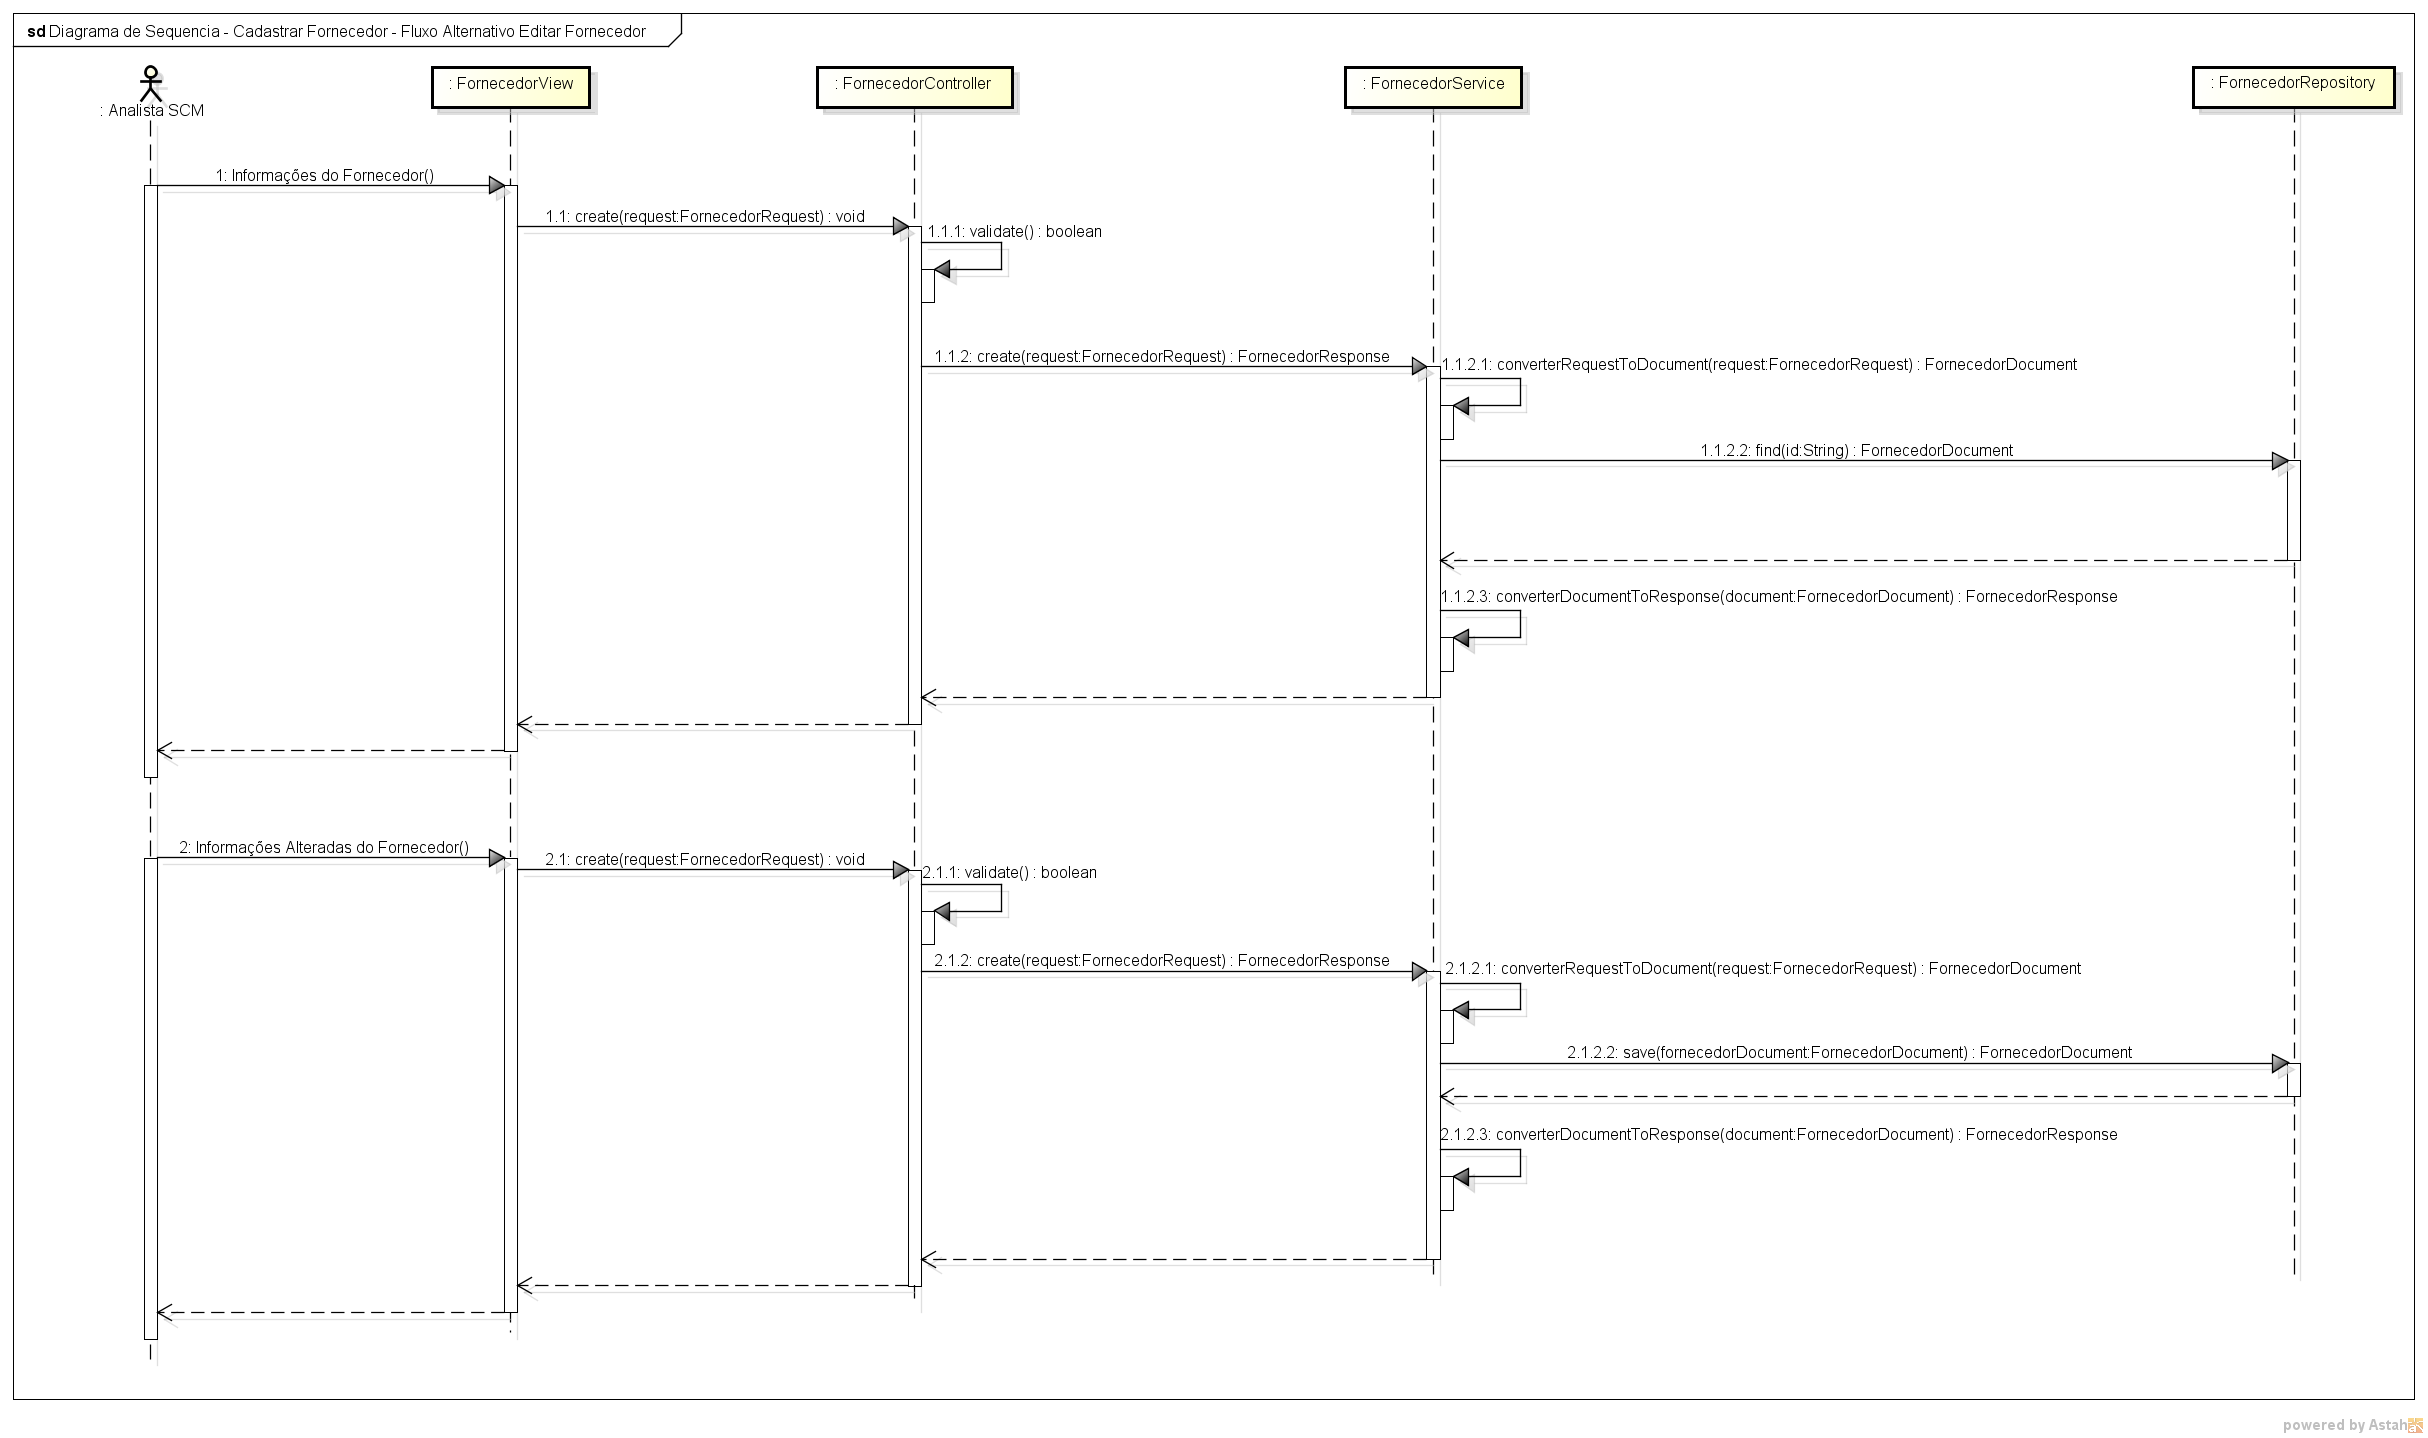 sd Diagrama de Sequencia - Cadastrar Fornecedor - Fluxo Alternativo Editar Fornecedor
: Analista SCM
: FornecedorView
: FornecedorController
: FornecedorService
: FornecedorRepository
1: Informações do Fornecedor()
1.1: create(request:FornecedorRequest) : void
1.1.1: validate() : boolean
1.1.2: create(request:FornecedorRequest) : FornecedorResponse
1.1.2.1: converterRequestToDocument(request:FornecedorRequest) : FornecedorDocument
1.1.2.2: find(id:String) : FornecedorDocument
1.1.2.3: converterDocumentToResponse(document:FornecedorDocument) : FornecedorResponse
2: Informações Alteradas do Fornecedor()
2.1: create(request:FornecedorRequest) : void
2.1.1: validate() : boolean
2.1.2: create(request:FornecedorRequest) : FornecedorResponse
2.1.2.1: converterRequestToDocument(request:FornecedorRequest) : FornecedorDocument
2.1.2.2: save(fornecedorDocument:FornecedorDocument) : FornecedorDocument
2.1.2.3: converterDocumentToResponse(document:FornecedorDocument) : FornecedorResponse
powered by Astah